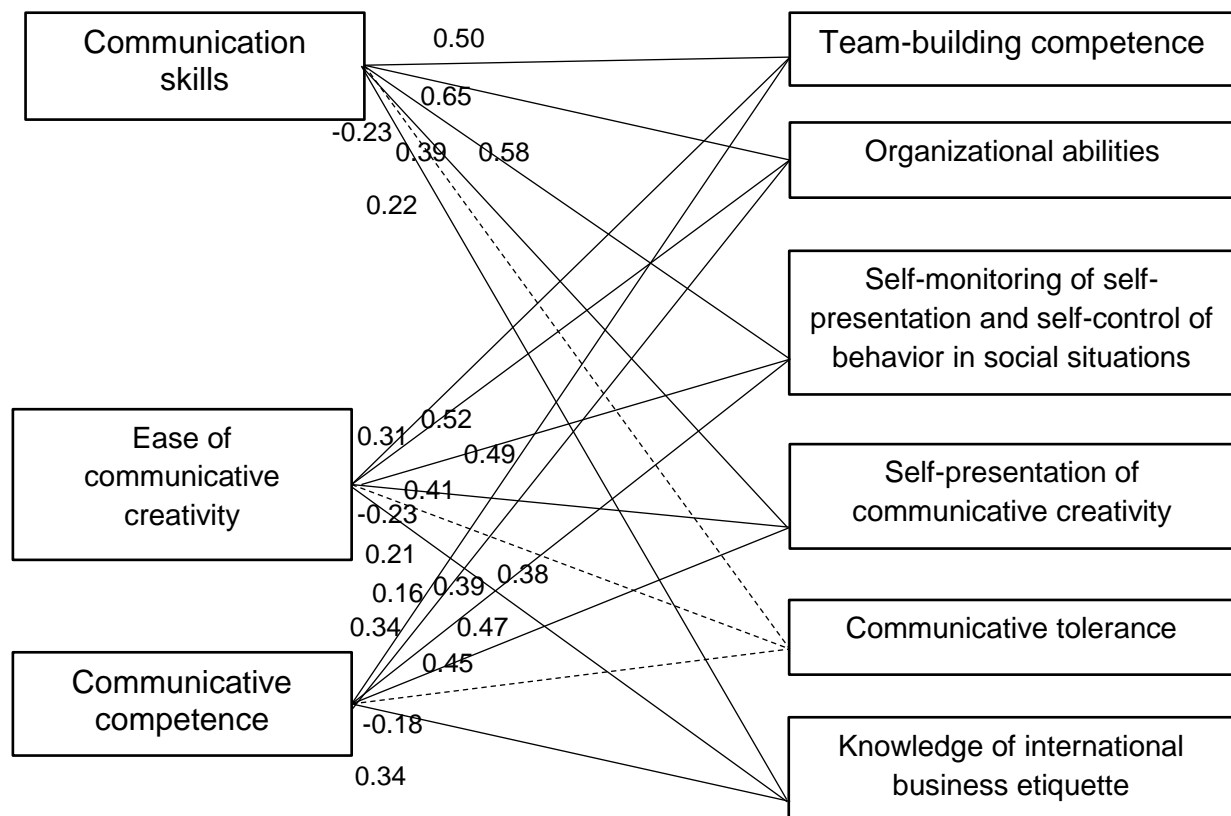 Communication
skills
0.50
Team-building competence
0.65
-0.23
0.39
0.58
Organizational abilities
0.22
Self-monitoring of self-
presentation and self-control of
behavior in social situations
Ease of
communicative
creativity
0.31
0.52
0.49
0.41
-0.23
0.21
Self-presentation of
communicative creativity
0.16
0.39
0.38
0.34
0.47
0.45
Communicative tolerance
Communicative
competence
-0.18
0.34
Knowledge of international
business etiquette